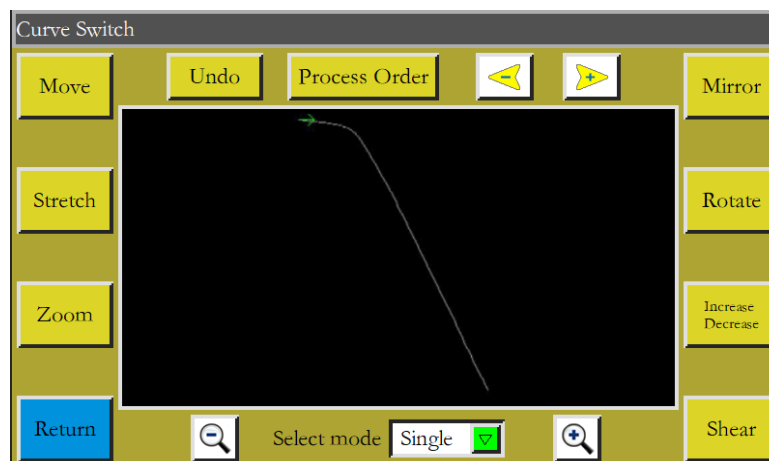 Curve Switch
Move
Undo
Process Order
-
+
Mirror
Stretch
Rotate
Zoom
Increase
Decrease
Return
Select mode
Single
Shear